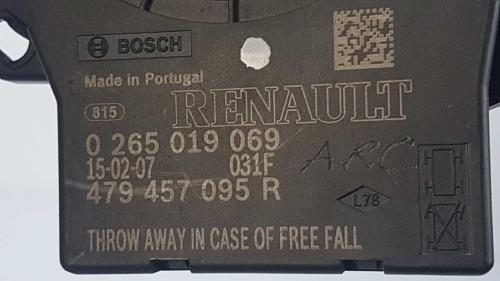 BOSCH
Made in Portugal
815
RENAULT
0 265 019 069
15-02-07 031F
A.R.C.
479 457 095 R
L78
THROW AWAY IN CASE OF FREE FALL